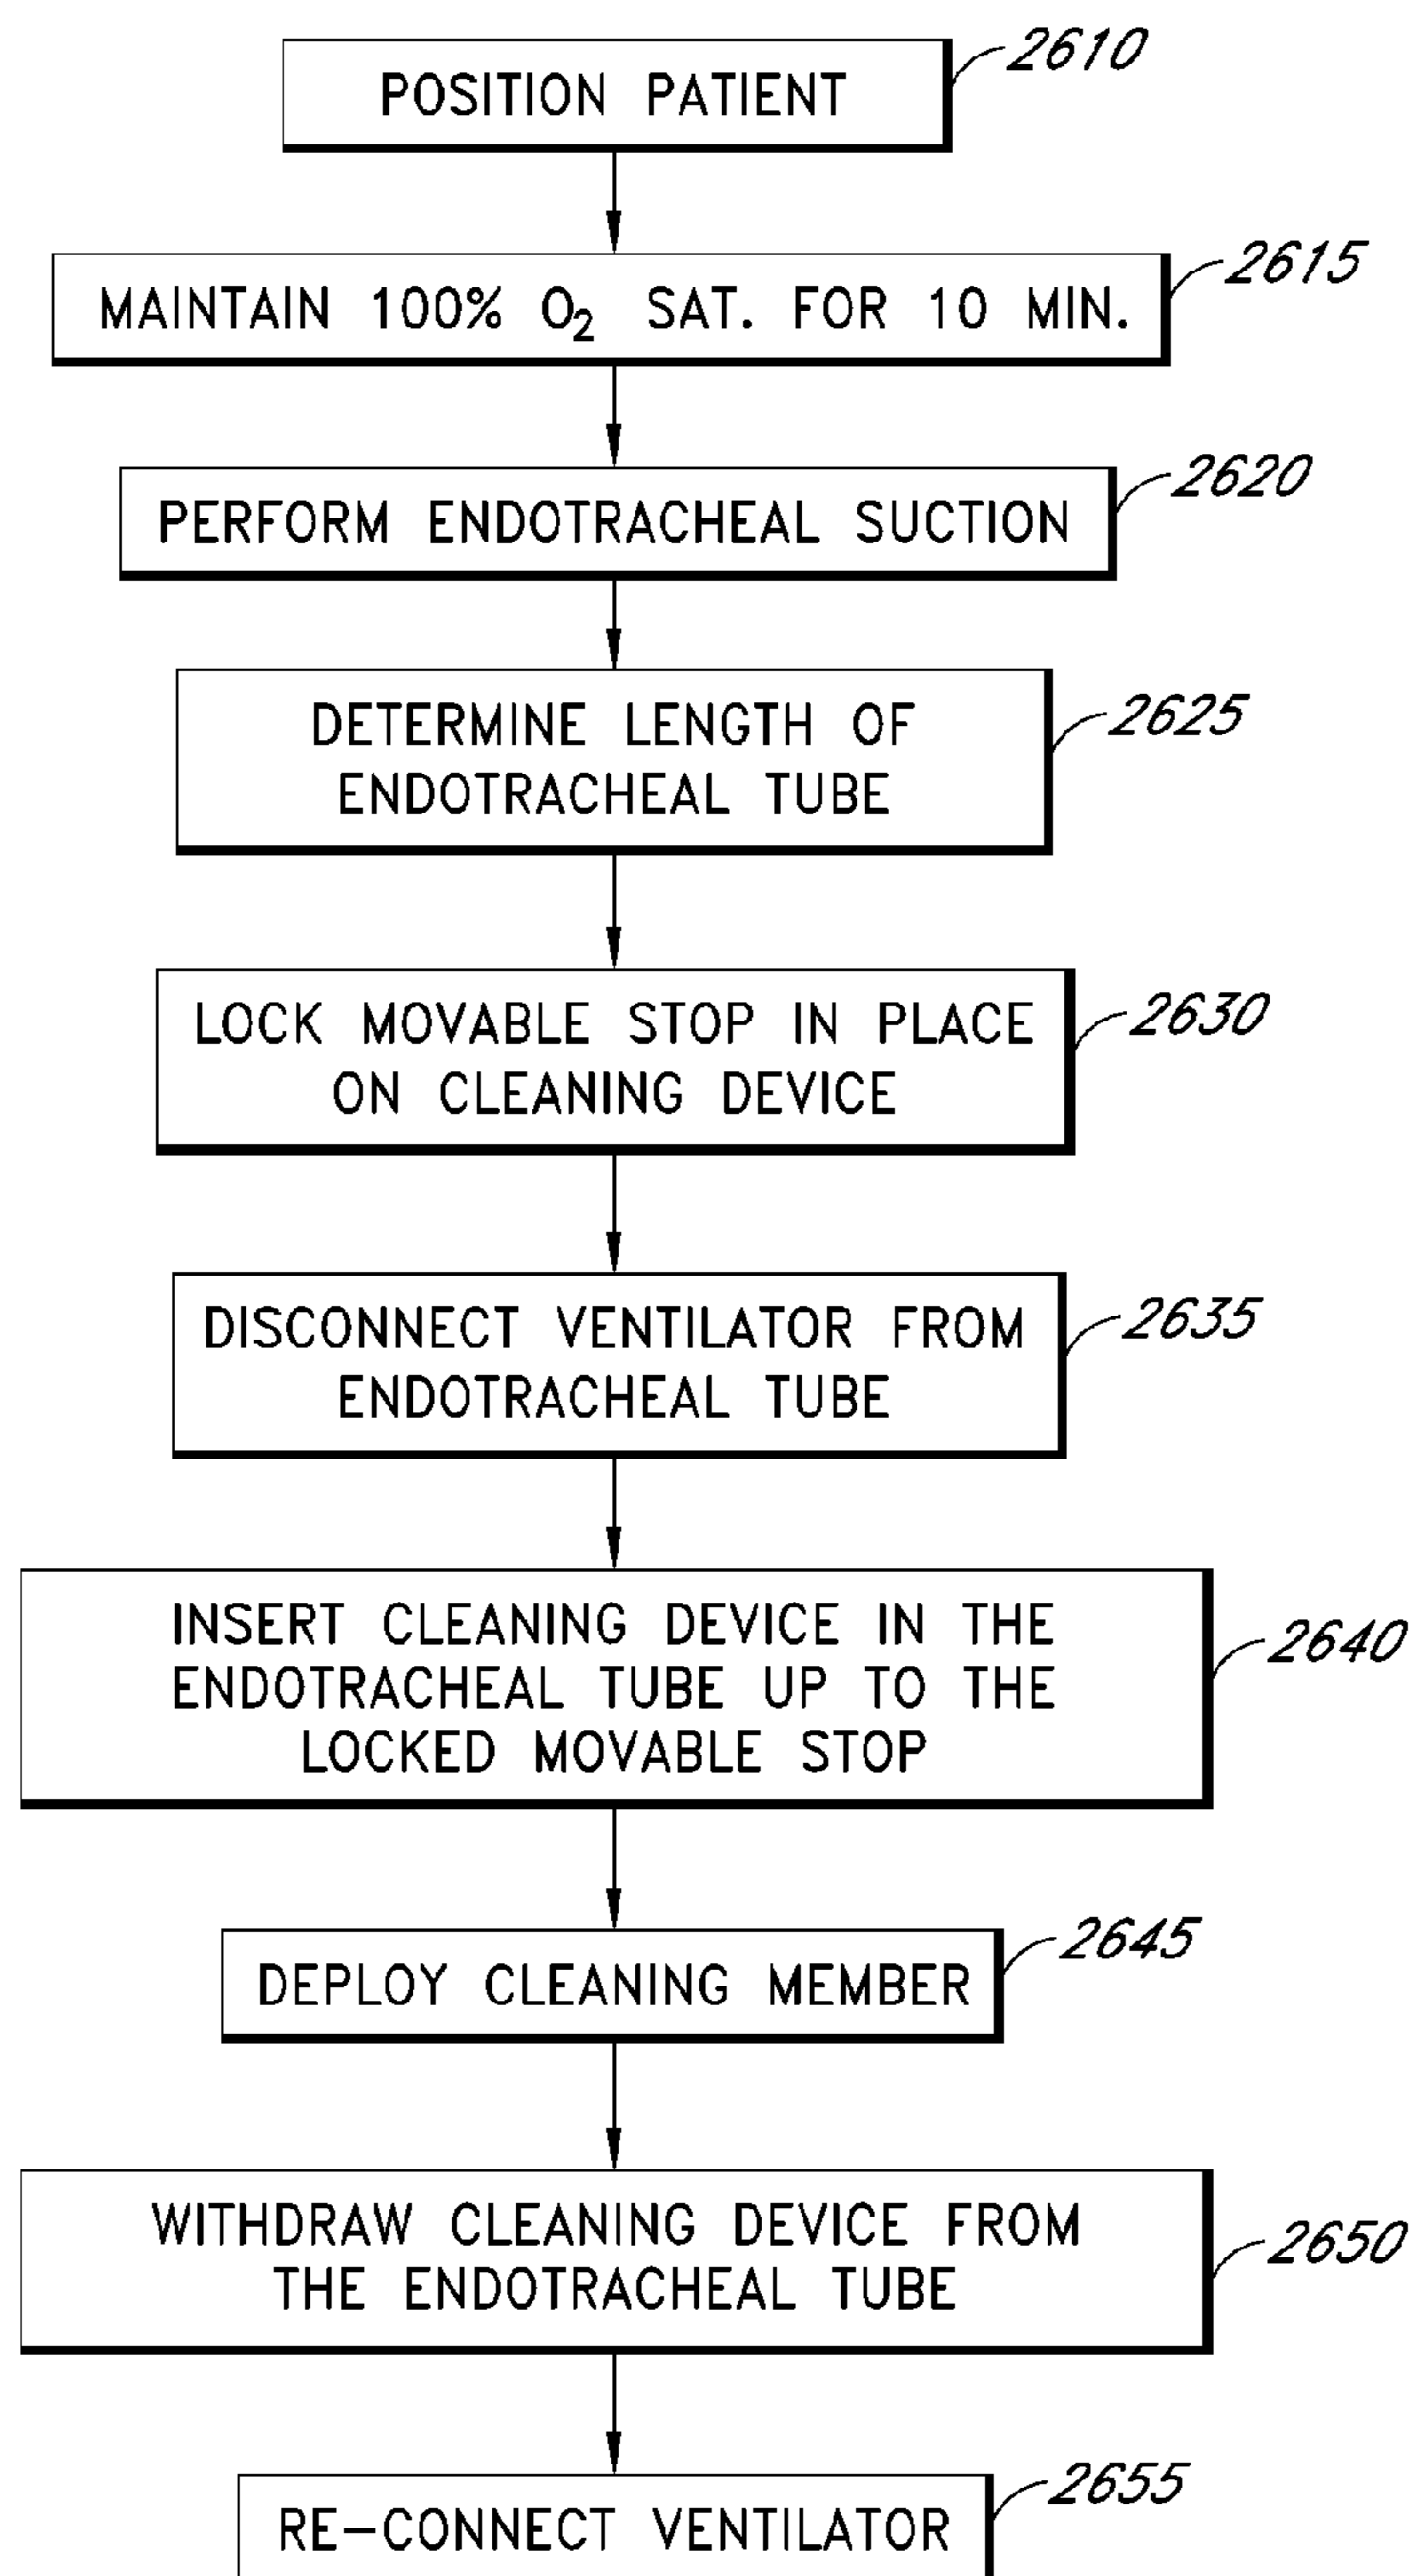 POSITION PATIENT
2610
MAINTAIN 100% O₂ SAT. FOR 10 MIN.
2615
PERFORM ENDOTRACHEAL SUCTION
2620
DETERMINE LENGTH OF
ENDOTRACHEAL TUBE
2625
LOCK MOVABLE STOP IN PLACE
ON CLEANING DEVICE
2630
DISCONNECT VENTILATOR FROM
ENDOTRACHEAL TUBE
2635
INSERT CLEANING DEVICE IN THE
ENDOTRACHEAL TUBE UP TO THE
LOCKED MOVABLE STOP
2640
DEPLOY CLEANING MEMBER
2645
WITHDRAW CLEANING DEVICE FROM
THE ENDOTRACHEAL TUBE
2650
RE-CONNECT VENTILATOR
2655